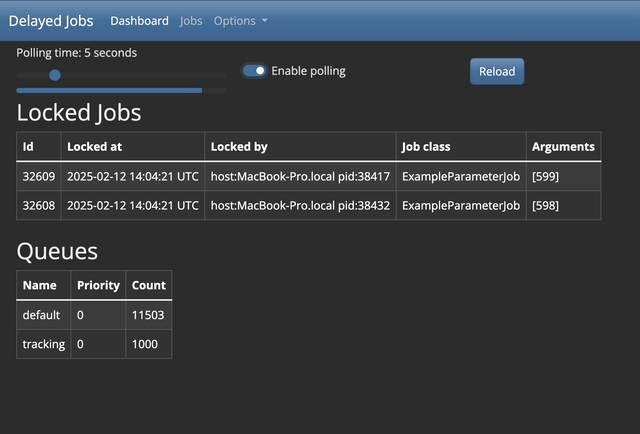 Delayed Jobs Dashboard Jobs Options
Polling time: 5 seconds
Enable polling
Reload
Locked Jobs
Id Locked at Locked by Job class Arguments
32609 2025-02-12 14:04:21 UTC host:MacBook-Pro.local pid:38417 ExampleParameterJob [599]
32608 2025-02-12 14:04:21 UTC host:MacBook-Pro.local pid:38432 ExampleParameterJob [598]
Queues
Name Priority Count
default 0 11503
tracking 0 1000